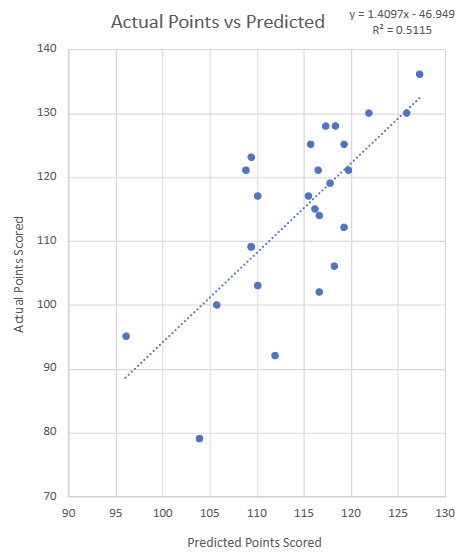 Actual Points vs Predicted
y = 1.4097x - 46.949
R² = 0.5115
140
130
120
110
100
90
80
70
Actual Points Scored
90 95 100 105 110 115 120 125 130
Predicted Points Scored